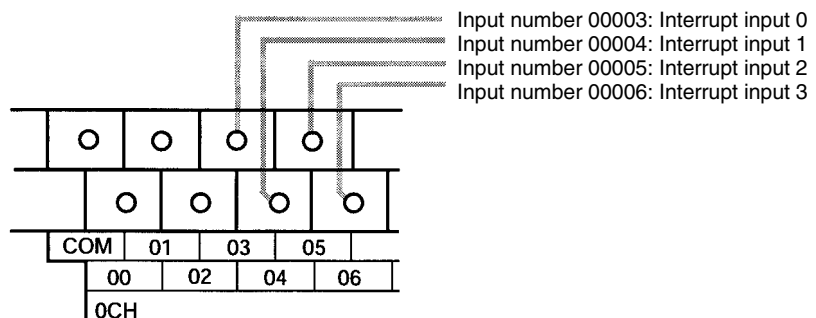 Input number 00003: Interrupt input 0
Input number 00004: Interrupt input 1
Input number 00005: Interrupt input 2
Input number 00006: Interrupt input 3
COM 01 03 05
00 02 04 06
0CH